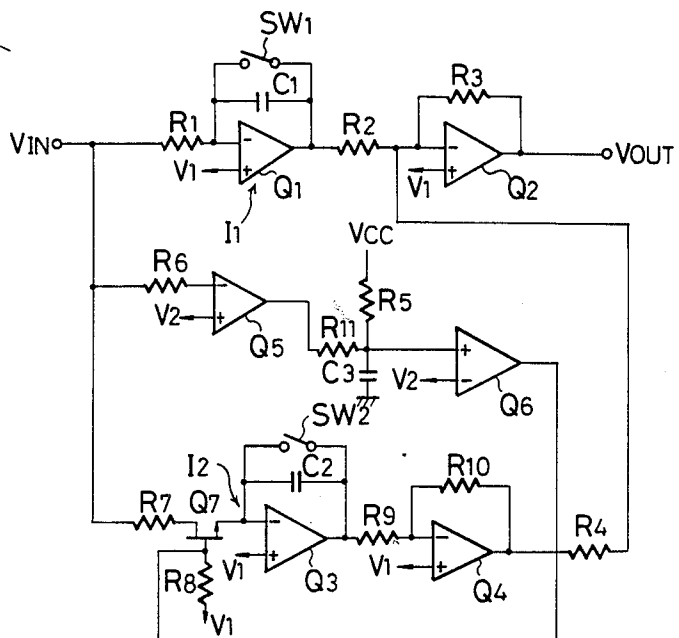 SW1
C1
R3
R1
R2
VIN
VOUT
V1
Q1
V1
Q2
I1
VCC
R6
R5
V2
Q5
R11
C3
V2
Q6
SW2
I2
C2
R10
R7
Q7
R9
R4
V1
Q3
V1
Q4
R8
V1